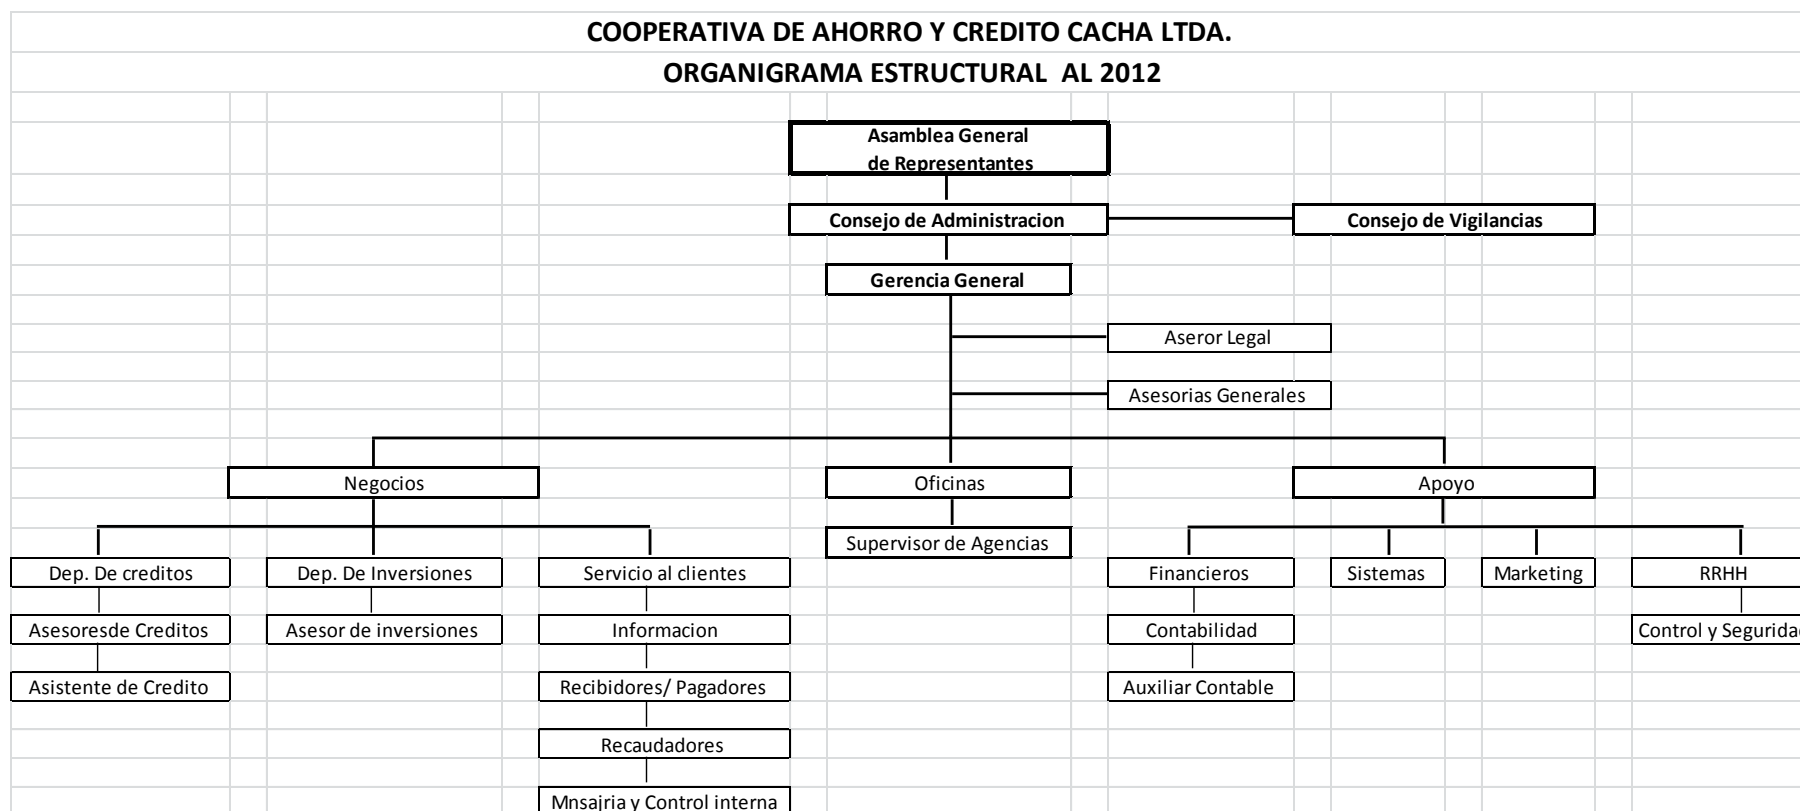 COOPERATIVA DE AHORRO Y CREDITO CACHA LTDA.
ORGANIGRAMA ESTRUCTURAL AL 2012
Asamblea General
de Representantes
Consejo de Administracion
Consejo de Vigilancias
Gerencia General
Aseror Legal
Asesorias Generales
Negocios
Oficinas
Apoyo
Supervisor de Agencias
Dep. De creditos
Dep. De Inversiones
Servicio al clientes
Financieros
Sistemas
Marketing
RRHH
Asesoresde Creditos
Asesor de inversiones
Informacion
Contabilidad
Control y Seguridad
Asistente de Credito
Recibidores/ Pagadores
Auxiliar Contable
Recaudadores
Mnsajria y Control interna